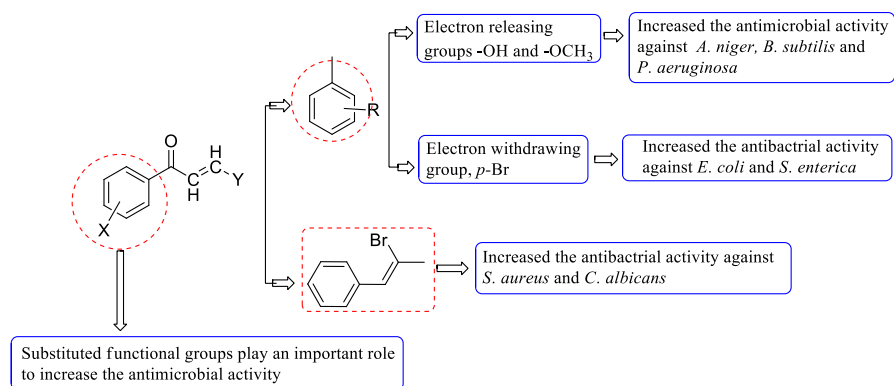 Electron releasing
groups -OH and -OCH3
Increased the antimicrobial activity
against A. niger, B. subtilis and
P. aeruginosa
R
O
H
C
C
H
Y
X
Electron withdrawing
group, p-Br
Increased the antibactrial activity
against E. coli and S. enterica
Br
Increased the antibactrial activity against
S. aureus and C. albicans
Substituted functional groups play an important role
to increase the antimicrobial activity